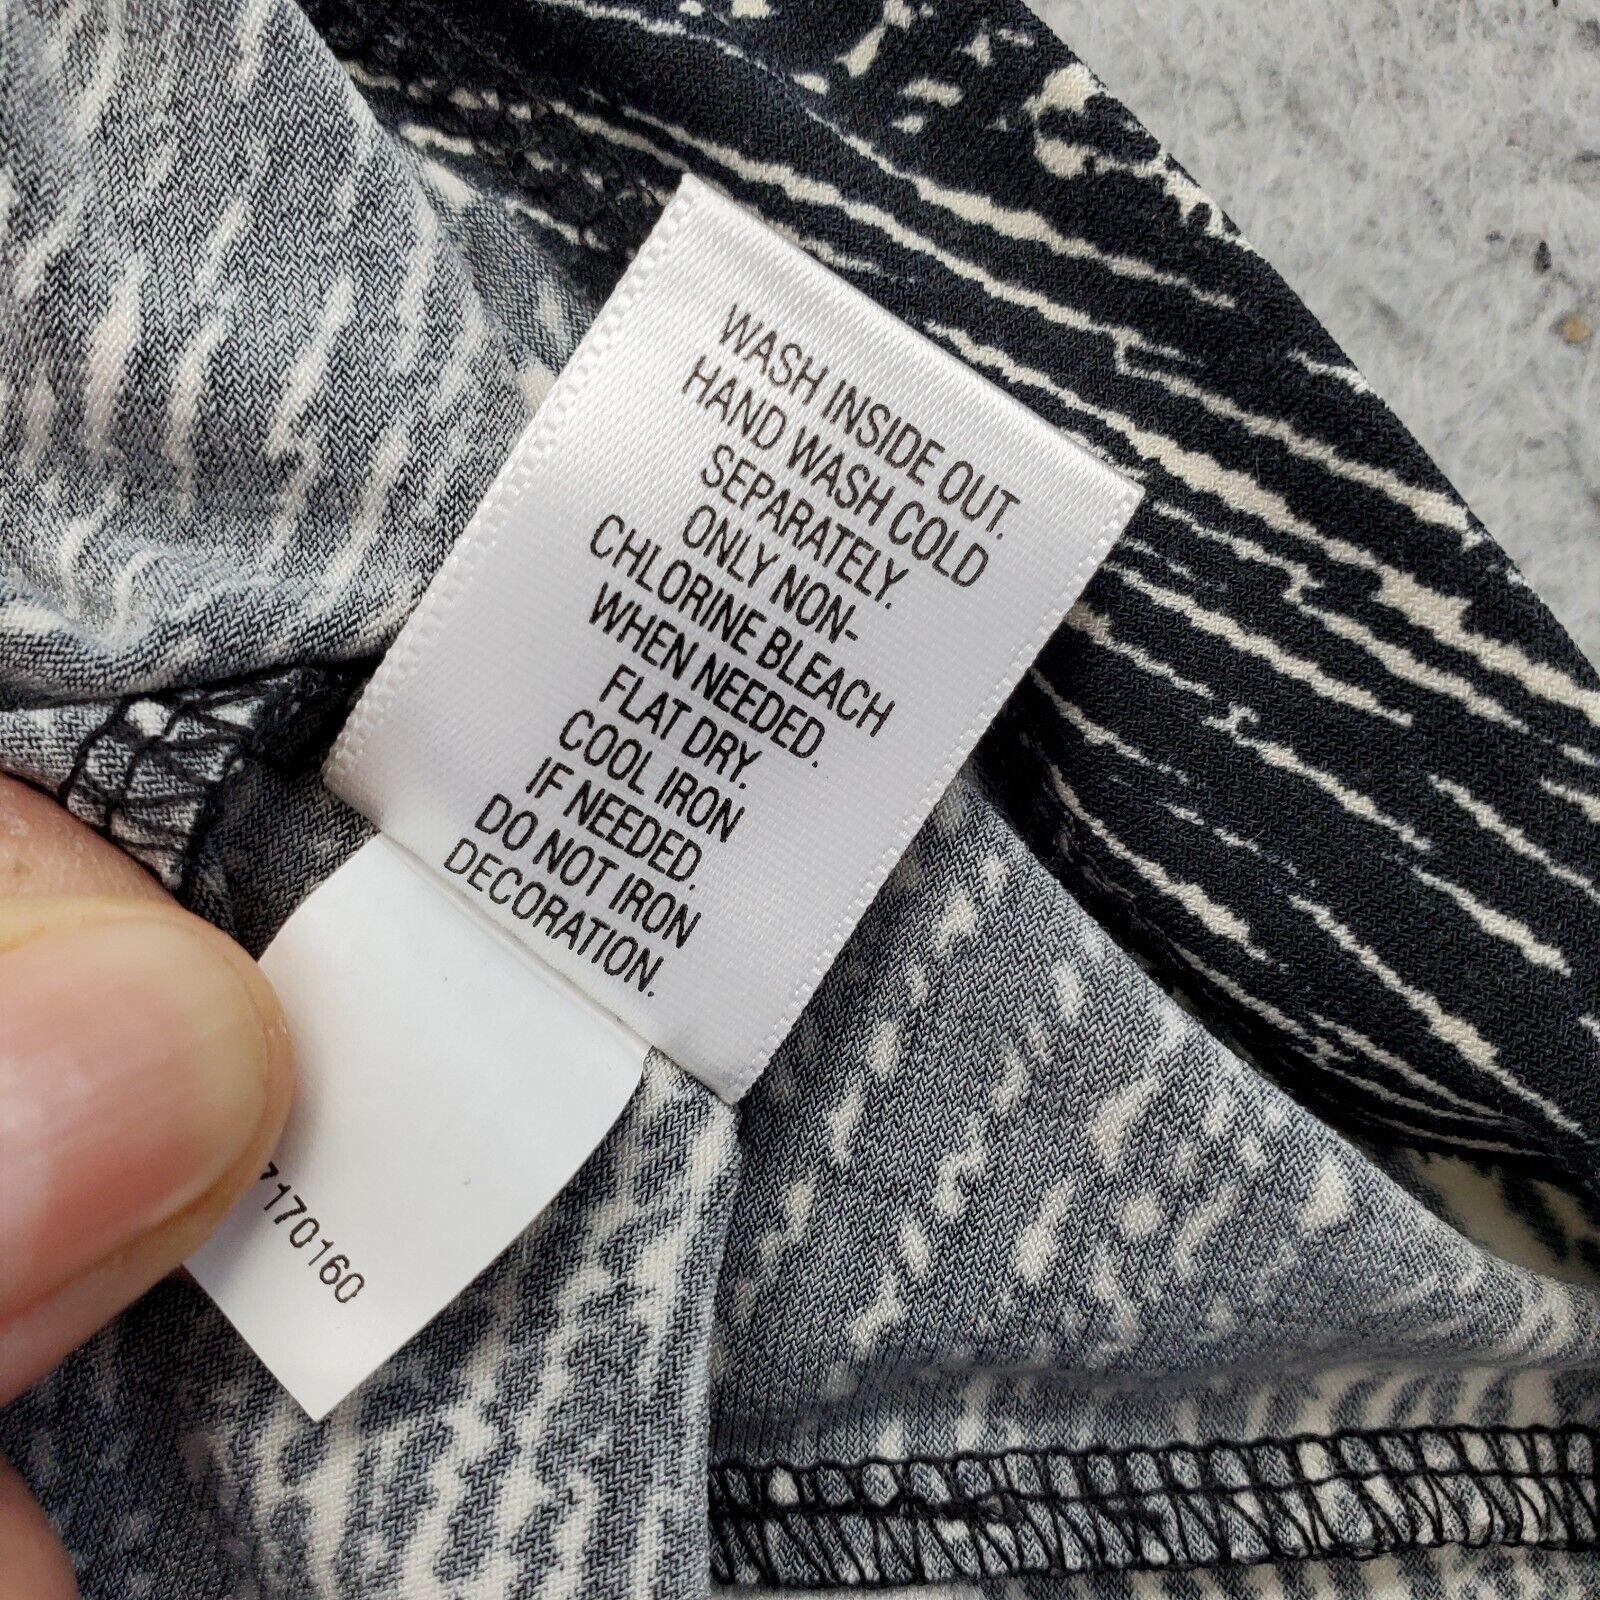 WASH INSIDE OUT.
HAND WASH COLD
SEPARATELY.
ONLY NON-
CHLORINE BLEACH
WHEN NEEDED.
FLAT DRY.
COOL IRON
IF NEEDED.
DO NOT IRON
DECORATION.
7170160